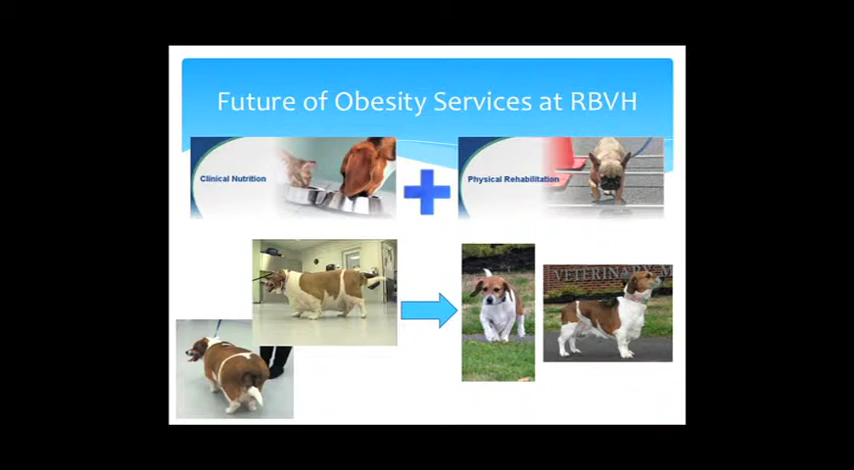 Future of Obesity Services at RBVH
Clinical Nutrition
Physical Rehabilitation
VETERINARY M